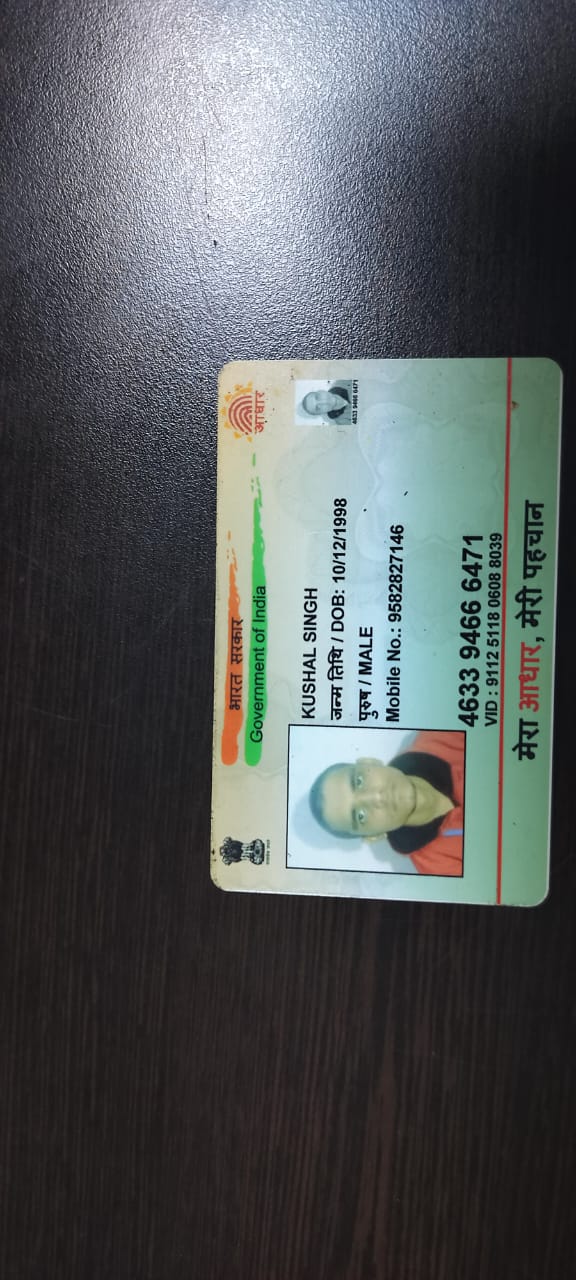 भारत सरकार
Government of India
आधार
KUSHAL SINGH
जन्म तिथि / DOB: 10/12/1998
पुरुष / MALE
Mobile No.: 9582827146
4633 9466 6471
4633 9466 6471
VID : 9112 5118 0608 8039
मेरा आधार, मेरी पहचान